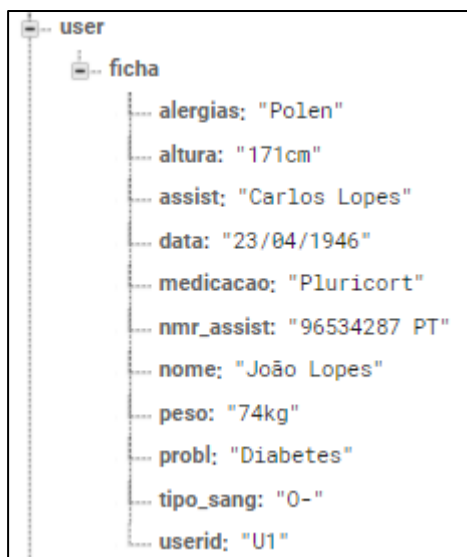 user
ficha
alergias: "Polen"
altura: "171cm"
assist: "Carlos Lopes"
data: "23/04/1946"
medicacao: "Pluricort"
nmr_assist: "96534287 PT"
nome: "João Lopes"
peso: "74kg"
probl: "Diabetes"
tipo_sang: "O-"
userid: "U1"